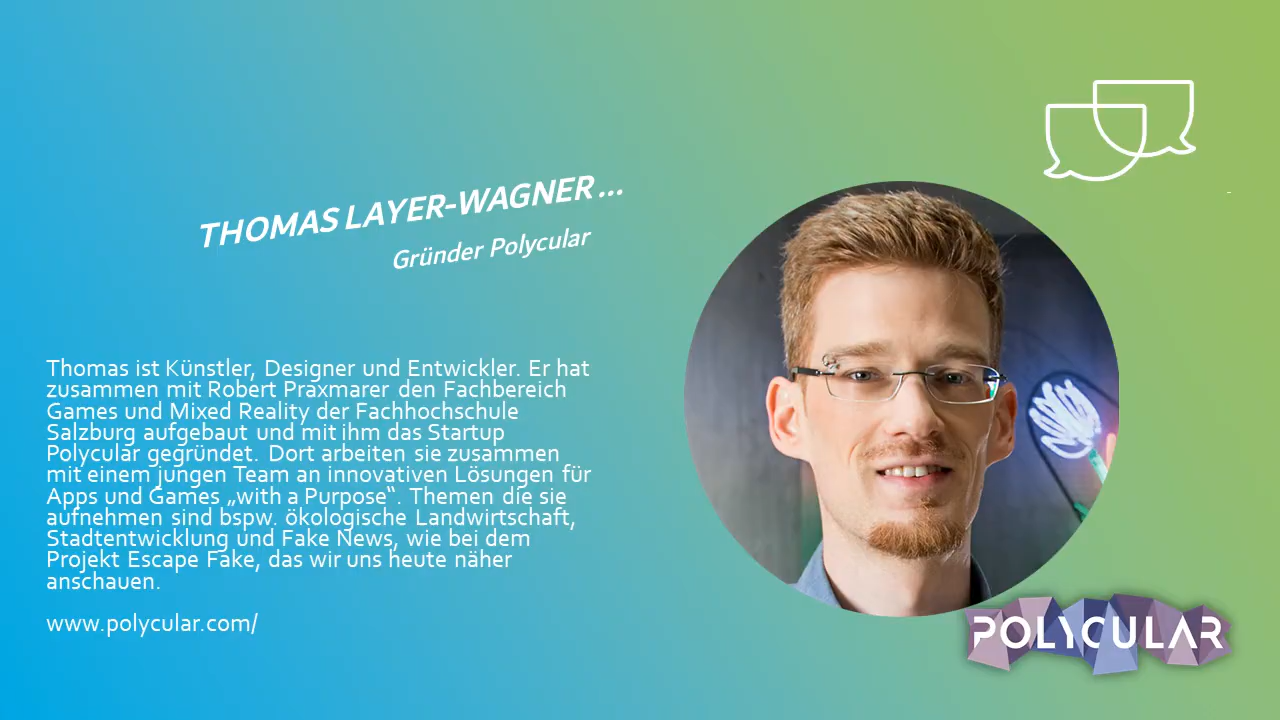 THOMAS LAYER-WAGNER...
Gründer Polycular
Thomas ist Künstler, Designer und Entwickler. Er hat
zusammen mit Robert Praxmarer den Fachbereich
Games und Mixed Reality der Fachhochschule
Salzburg aufgebaut und mit ihm das Startup
Polycular gegründet. Dort arbeiten sie zusammen
mit einem jungen Team an innovativen Lösungen für
Apps und Games „with a Purpose“. Themen die sie
aufnehmen sind bspw. ökologische Landwirtschaft,
Stadtentwicklung und Fake News, wie bei dem
Projekt Escape Fake, das wir uns heute näher
anschauen.
www.polycular.com/
POLYCULAR